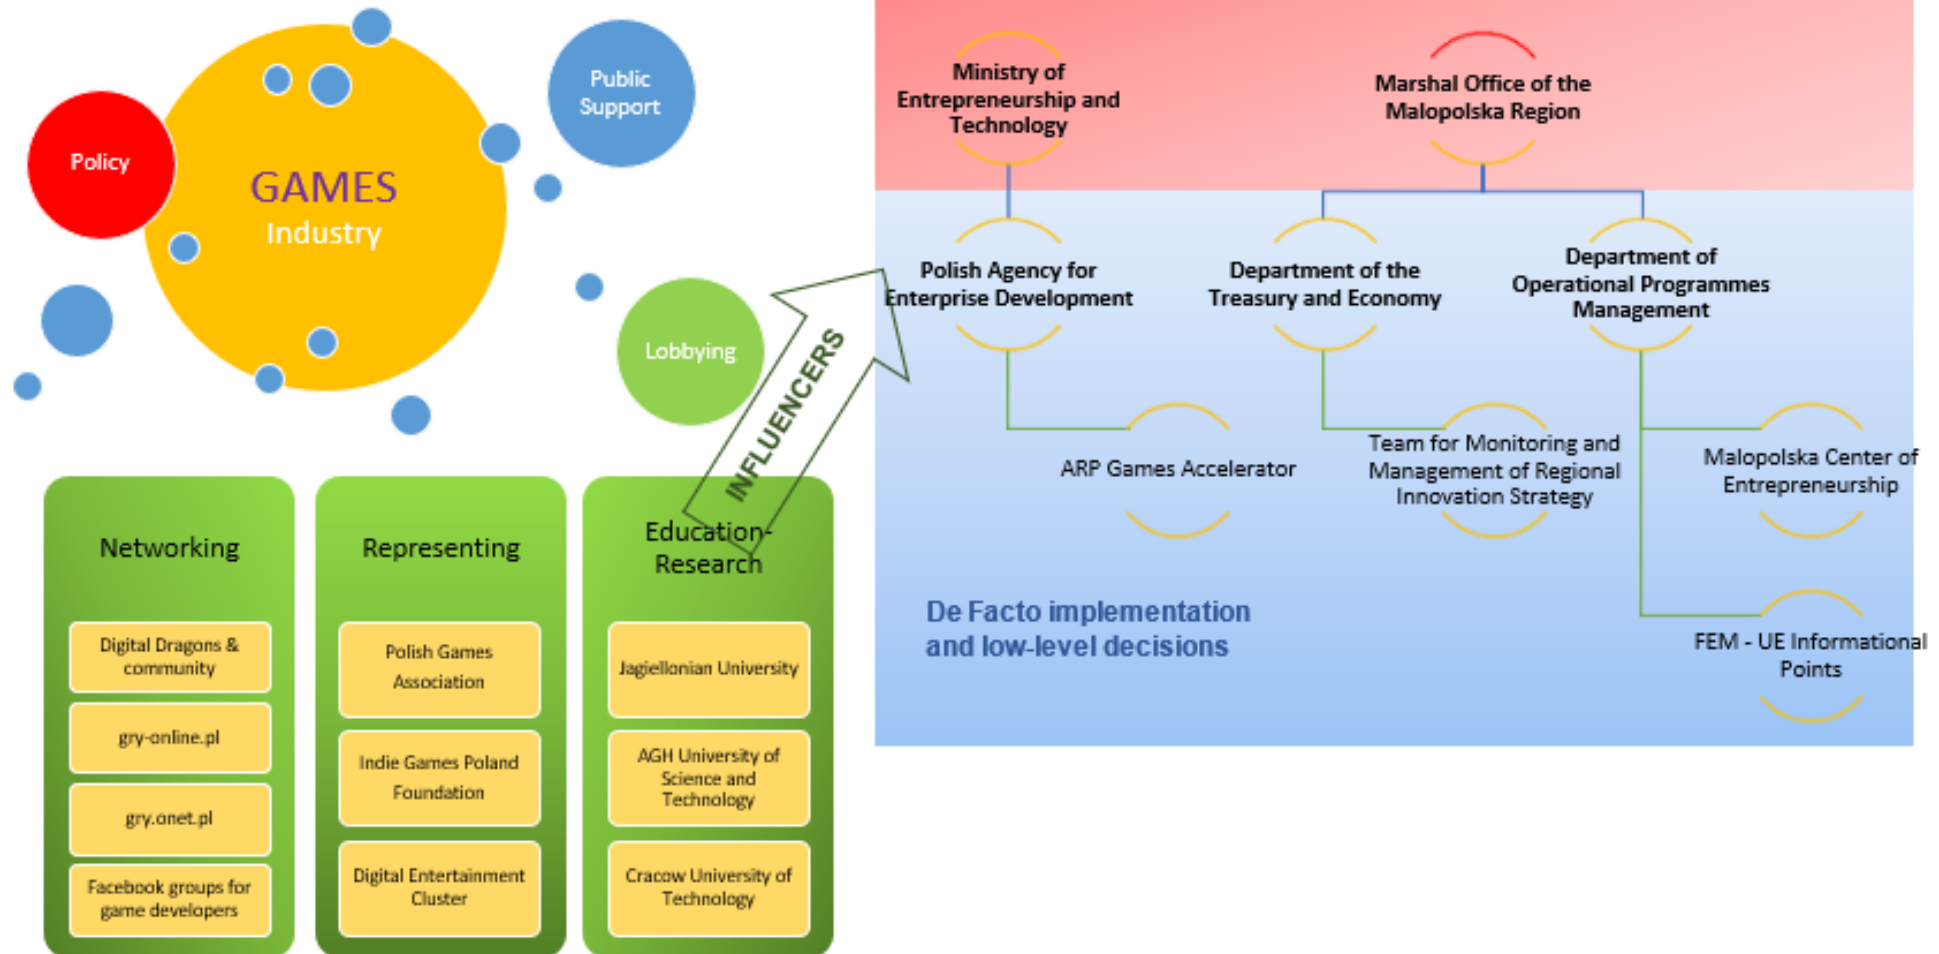 Policy
GAMES
Industry
Public
Support
Lobbying
INFLUENCERS
Networking
Digital Dragons &
community
gry-online.pl
gry.onet.pl
Facebook groups for
game developers
Representing
Polish Games
Association
Indie Games Poland
Foundation
Digital Entertainment
Cluster
Education-
Research
Jagiellonian University
AGH University of
Science and
Technology
Cracow University of
Technology
Ministry of
Entrepreneurship and
Technology
Marshal Office of the
Malopolska Region
Polish Agency for
Enterprise Development
Department of the
Treasury and Economy
Department of
Operational Programmes
Management
ARP Games Accelerator
Team for Monitoring and
Management of Regional
Innovation Strategy
Malopolska Center of
Entrepreneurship
FEM - UE Informational
Points
De Facto implementation
and low-level decisions